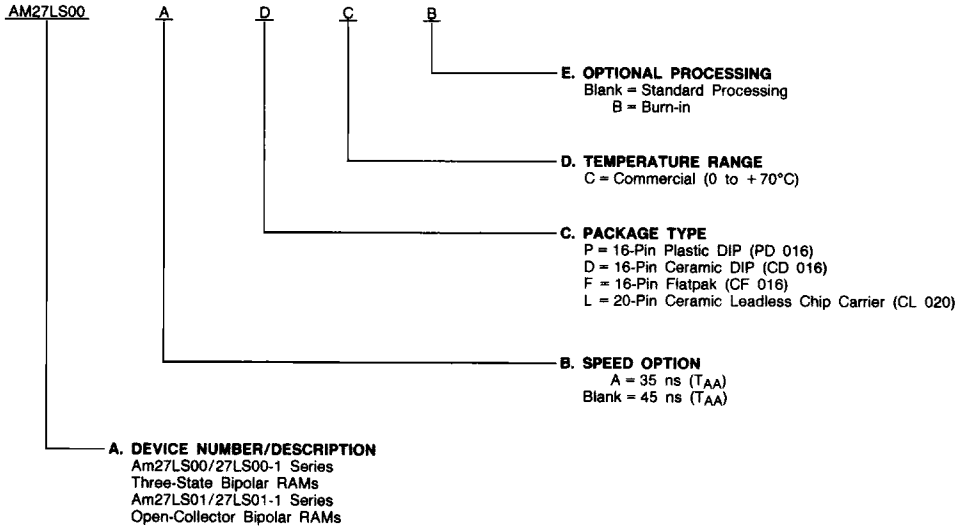 AM27LS00 A D C B
E. OPTIONAL PROCESSING
Blank = Standard Processing
B = Burn-in
D. TEMPERATURE RANGE
C = Commercial (0 to +70°C)
C. PACKAGE TYPE
P = 16-Pin Plastic DIP (PD 016)
D = 16-Pin Ceramic DIP (CD 016)
F = 16-Pin Flatpak (CF 016)
L = 20-Pin Ceramic Leadless Chip Carrier (CL 020)
B. SPEED OPTION
A = 35 ns (TAA)
Blank = 45 ns (TAA)
A. DEVICE NUMBER/DESCRIPTION
Am27LS00/27LS00-1 Series
Three-State Bipolar RAMs
Am27LS01/27LS01-1 Series
Open-Collector Bipolar RAMs